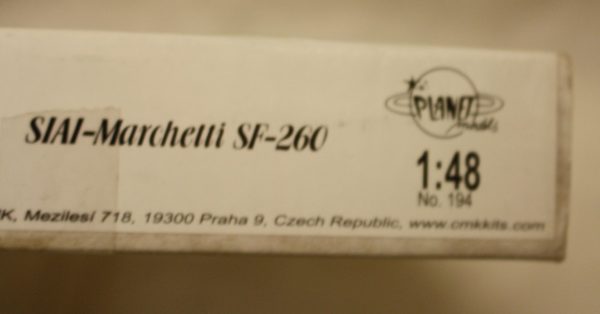 PLANET
models
SIAI-Marchetti SF-260
1:48
No. 194
K, Mezilesí 718, 19300 Praha 9, Czech Republic, www.cmkkits.com